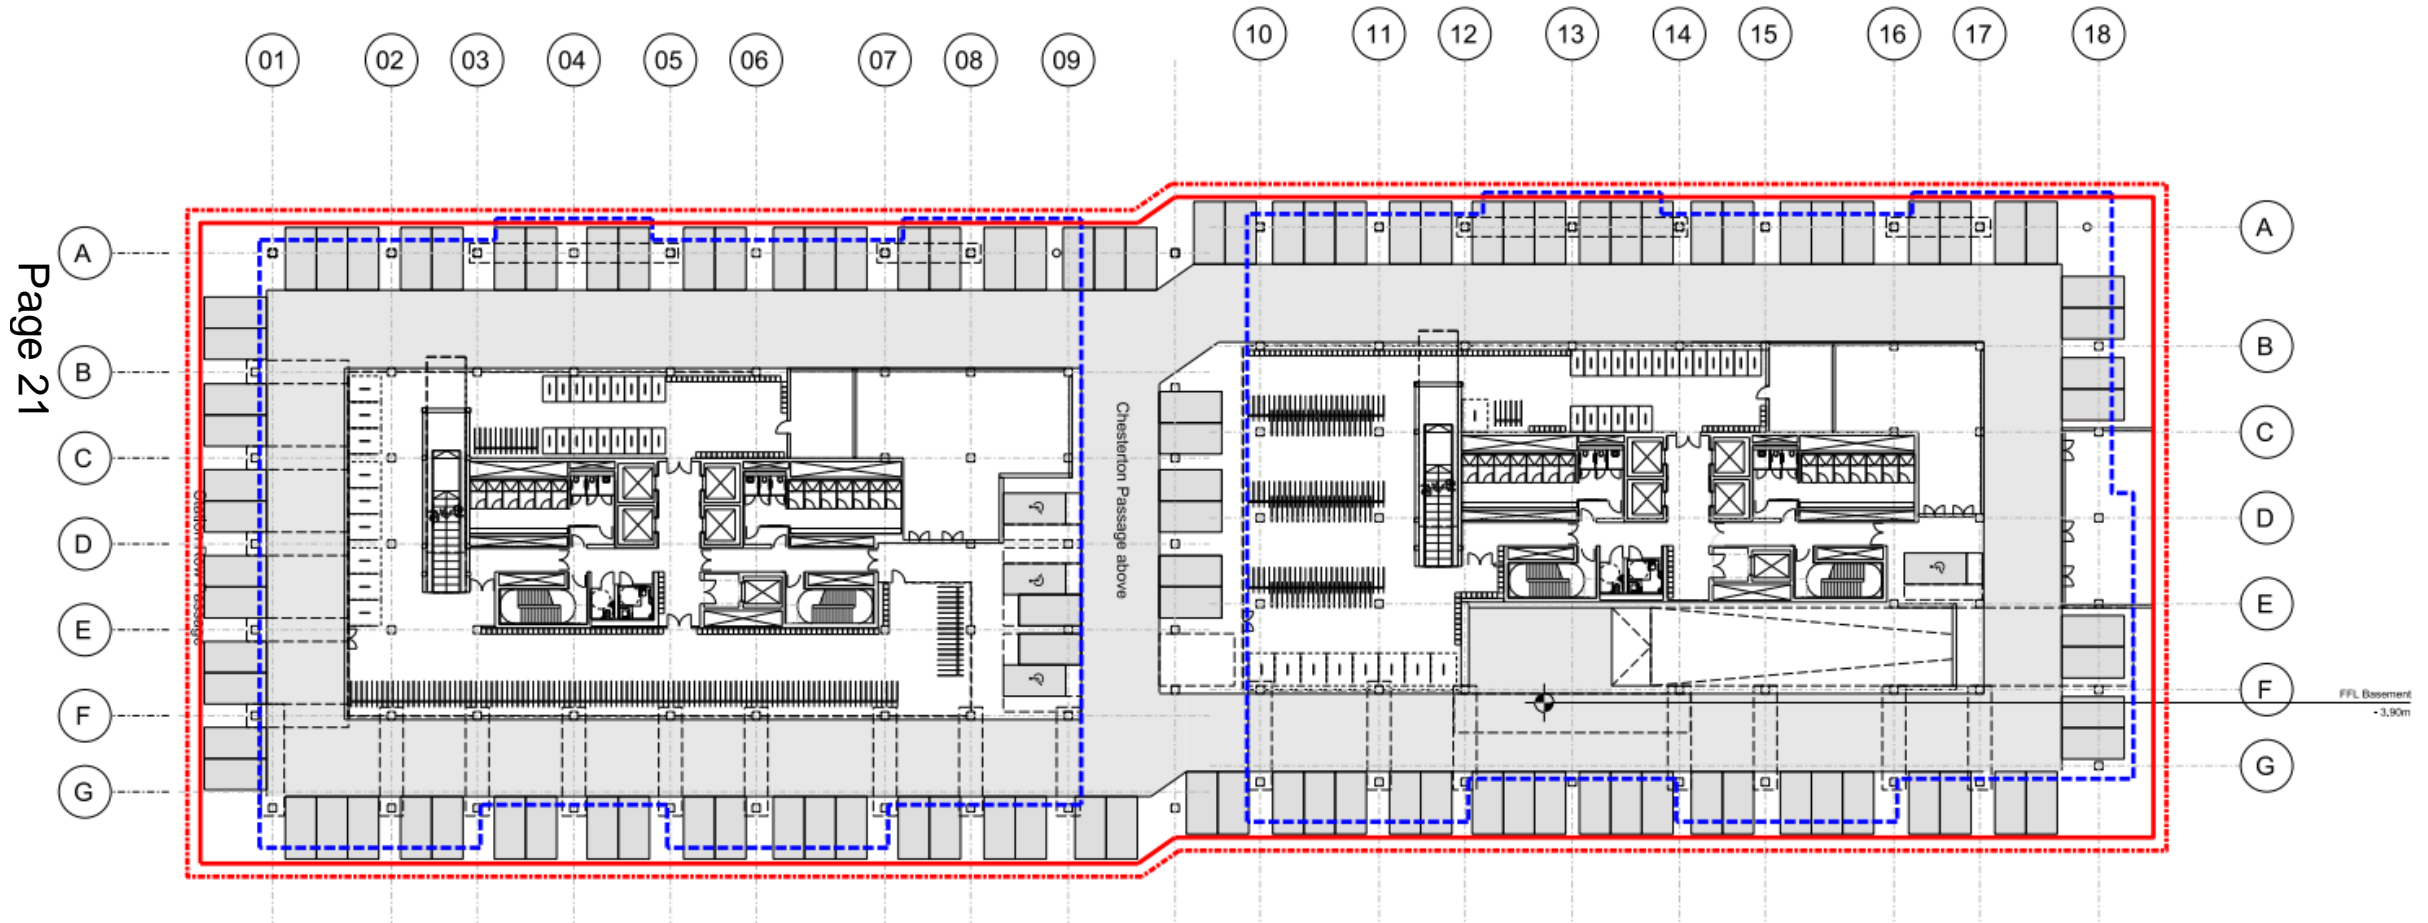 01 02 03 04 05 06 07 08 09 10 11 12 13 14 15 16 17 18
A A
B B
C C
D D
E E
F F
G G
Page 21
Chesterton Passage above
FFL Basement
- 3.90m